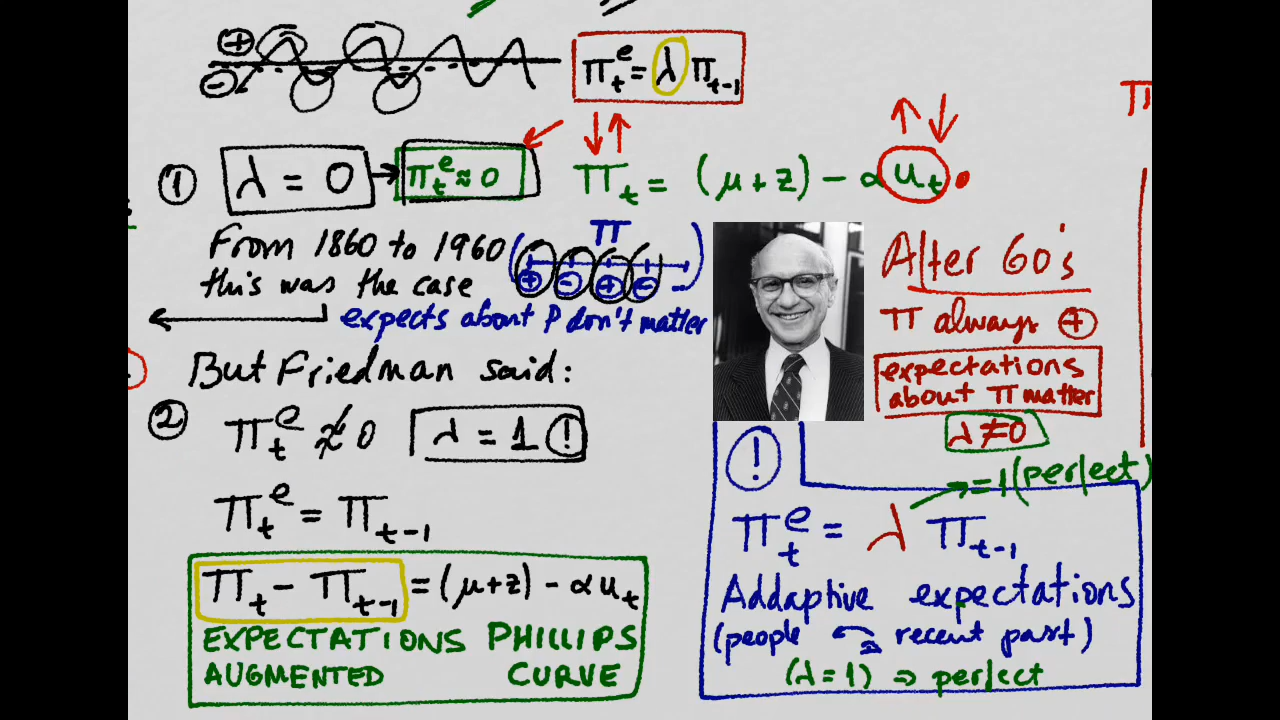 +
-
πₜᵉ = λ πₜ₋₁
① λ = 0 → πₜᵉ ≈ 0
πₜ = (μ+z) - α uₜ
From 1860 to 1960
this was the case
π
+ - + - ...
expects about P don't matter
After 60's
π always +
expectations
about π matter
λ ≠ 0
= 1 (perfect)
But Friedman said:
② πₜᵉ ≉ 0 λ = 1 !
πₜᵉ = πₜ₋₁
πₜ - πₜ₋₁ = (μ+z) - α uₜ
EXPECTATIONS PHILLIPS
AUGMENTED CURVE
!
πₜᵉ = λ πₜ₋₁
Addaptive expectations
(people recent past)
(λ=1) ⇒ perfect
π